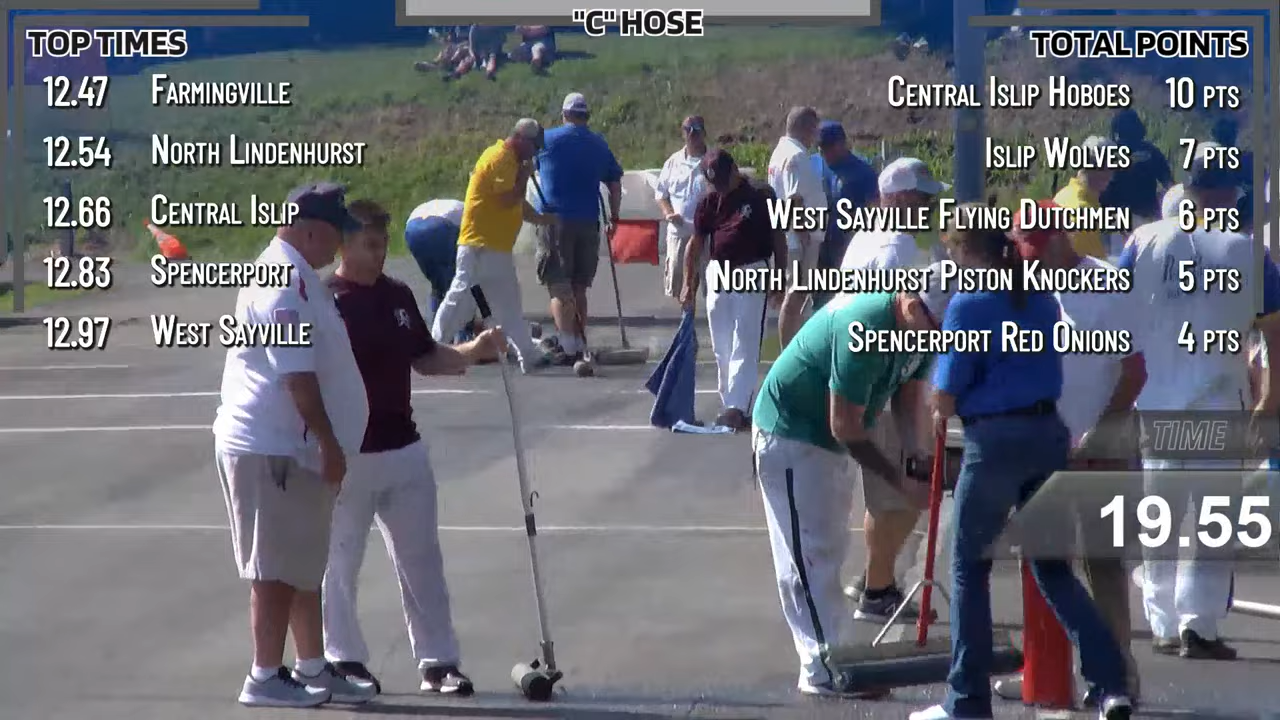 "C" HOSE
TOP TIMES
12.47 Farmingville
12.54 North Lindenhurst
12.66 Central Islip
12.83 Spencerport
12.97 West Sayville
TOTAL POINTS
Central Islip Hoboes 10 pts
Islip Wolves 7 pts
West Sayville Flying Dutchmen 6 pts
North Lindenhurst Piston Knockers 5 pts
Spencerport Red Onions 4 pts
TIME
19.55